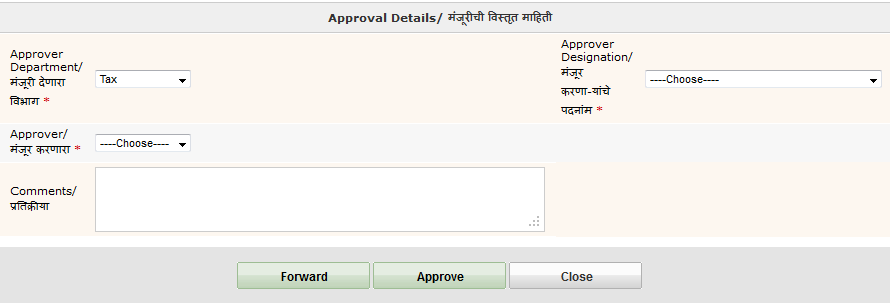 Approval Details/ मंजूरीची विस्तृत माहिती
Approver
Department/
मंजूरी देणारा
विभाग *
Tax
Approver
Designation/
मंजूर
करणा-यांचे
पदनांम *
----Choose----
Approver/
मंजूर करणारा *
----Choose----
Comments/
प्रतिक्रीया
Forward
Approve
Close